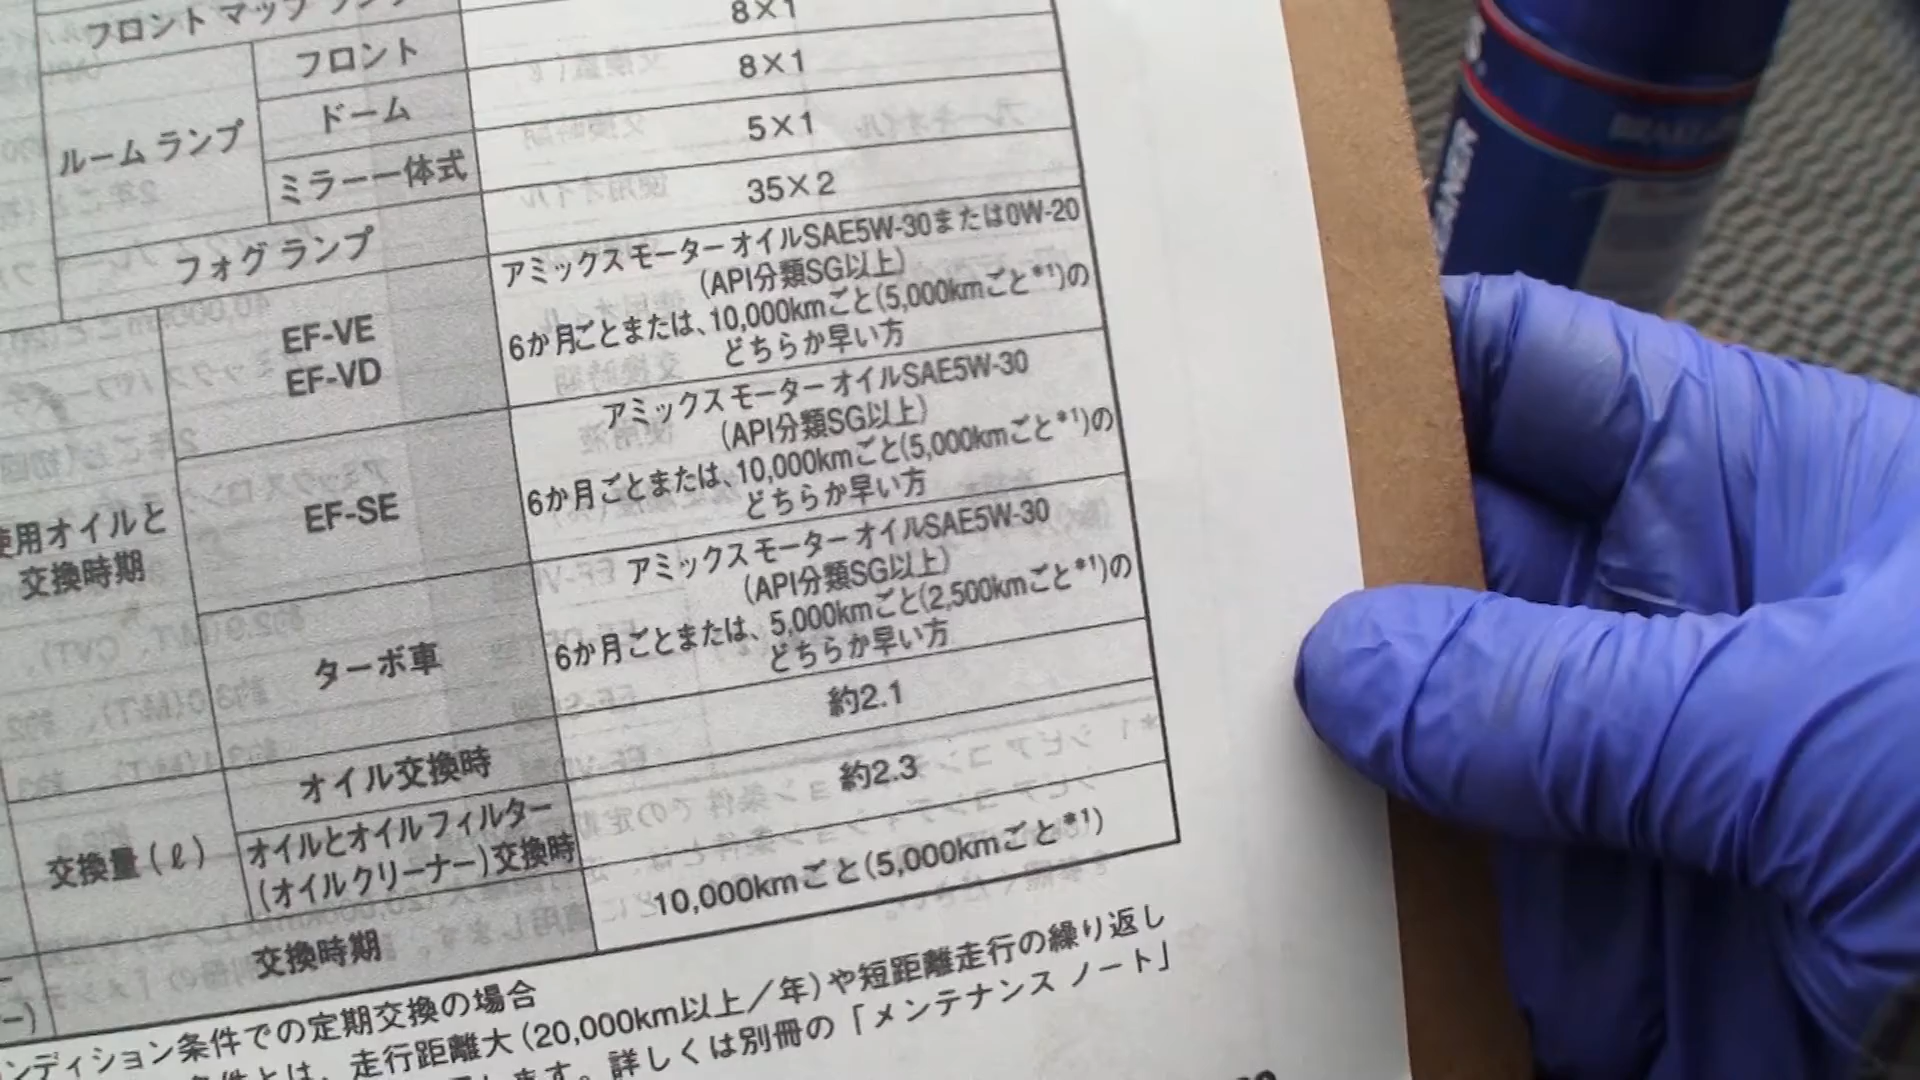 フロント マップ ランプ
8×1
ルーム ランプ
フロント
8×1
ドーム
5×1
ミラー一体式
35×2
フォグ ランプ
使用オイルと
交換時期
EF-VE
EF-VD
アミックス モーター オイルSAE5W-30または0W-20
(API分類SG以上)
6か月ごとまたは、10,000kmごと(5,000kmごと*1)の
どちらか早い方
EF-SE
アミックス モーター オイルSAE5W-30
(API分類SG以上)
6か月ごとまたは、10,000kmごと(5,000kmごと*1)の
どちらか早い方
ターボ車
アミックス モーター オイルSAE5W-30
(API分類SG以上)
6か月ごとまたは、5,000kmごと(2,500kmごと*1)の
どちらか早い方
交換量(ℓ)
オイル交換時
約2.1
オイルとオイルフィルター
(オイルクリーナー)交換時
約2.3
交換時期
10,000kmごと(5,000kmごと*1)
ー)
ンディション条件での定期交換の場合
条件とは、走行距離大(20,000km以上／年)や短距離走行の繰り返し
します。詳しくは別冊の「メンテナンス ノート」